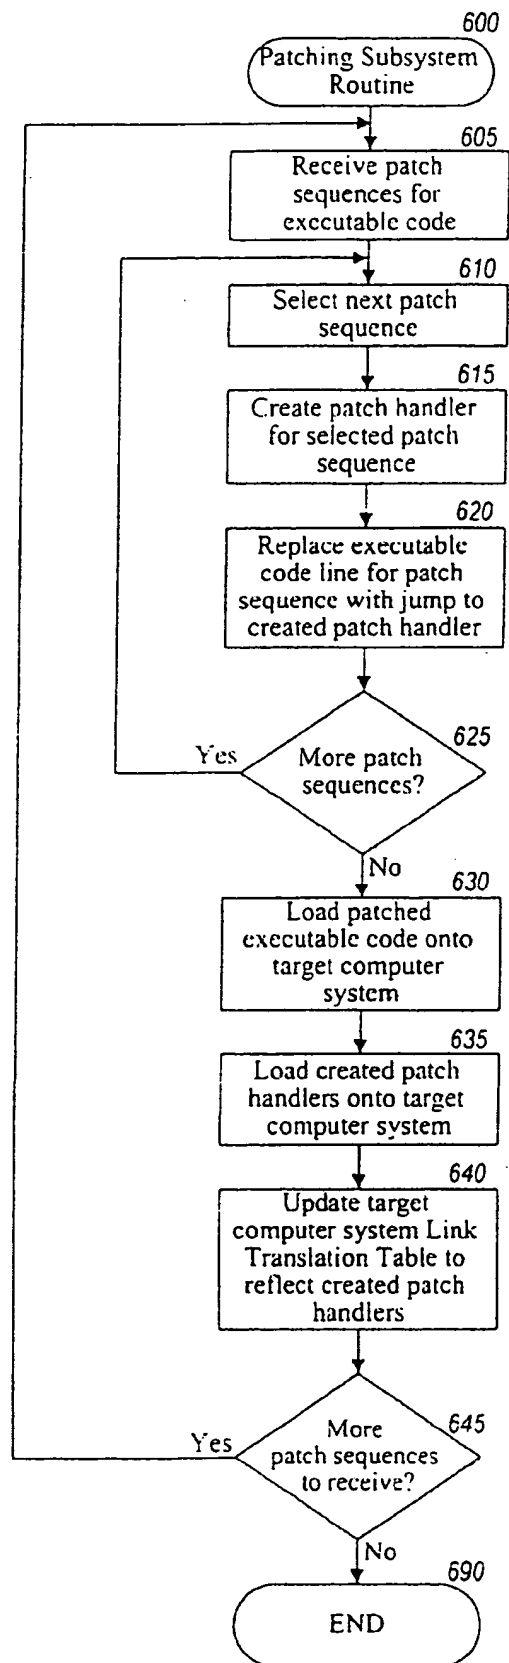 600
Patching Subsystem
Routine
605
Receive patch
sequences for
executable code
610
Select next patch
sequence
615
Create patch handler
for selected patch
sequence
620
Replace executable
code line for patch
sequence with jump to
created patch handler
625
Yes
More patch
sequences?
No
630
Load patched
executable code onto
target computer
system
635
Load created patch
handlers onto target
computer system
640
Update target
computer system Link
Translation Table to
reflect created patch
handlers
645
Yes
More
patch sequences
to receive?
No
690
END